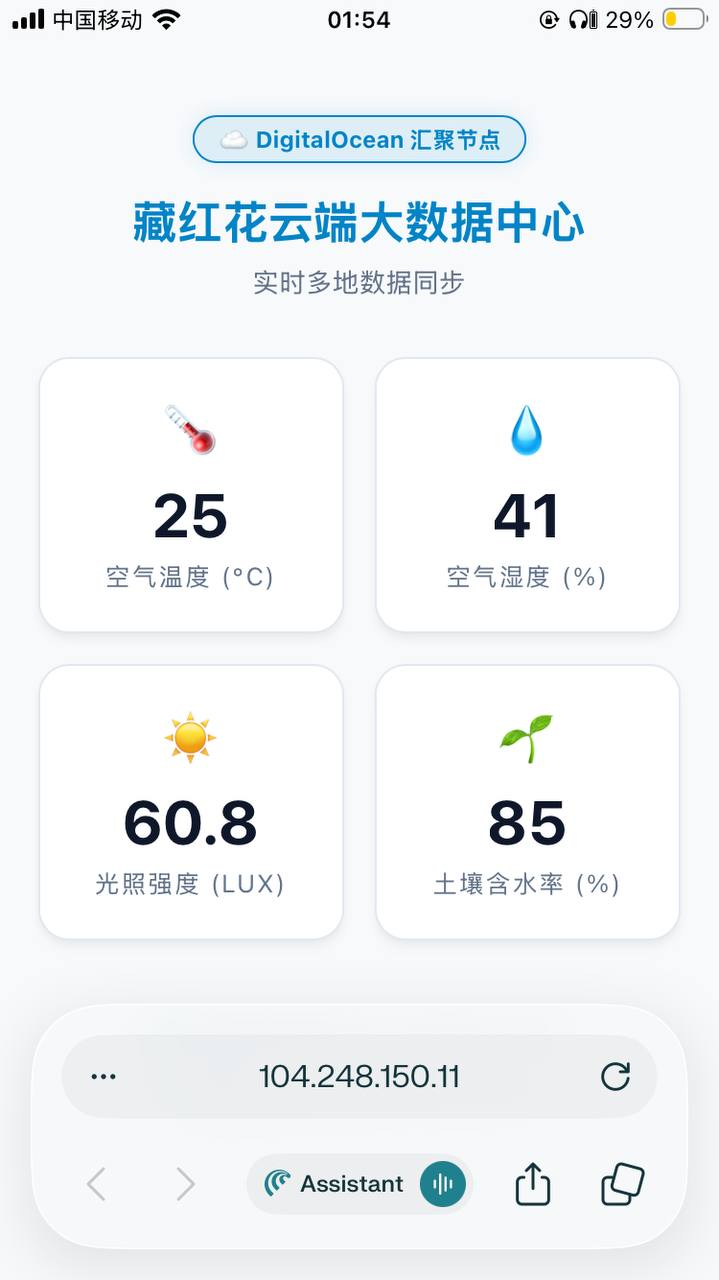 中国移动
01:54
29%
DigitalOcean 汇聚节点
藏红花云端大数据中心
实时多地数据同步
25
空气温度 (°C)
41
空气湿度 (%)
60.8
光照强度 (LUX)
85
土壤含水率 (%)
104.248.150.11
Assistant